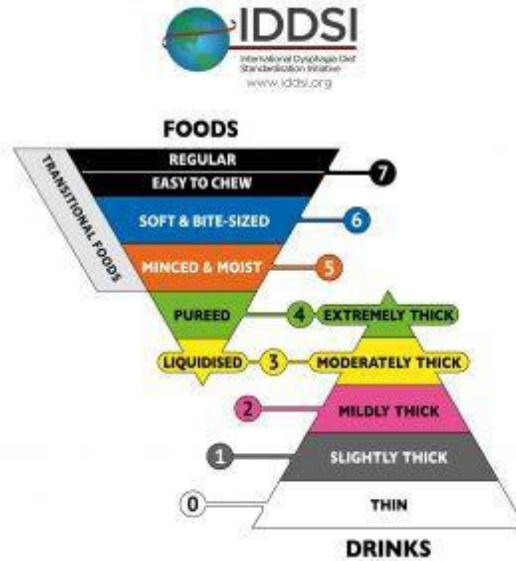 IDDSI
International Dysphagia Diet
Standardisation Initiative
www.iddsi.org
FOODS
TRANSITIONAL FOODS
REGULAR
EASY TO CHEW
7
SOFT & BITE-SIZED
6
MINCED & MOIST
5
PUREED
4
EXTREMELY THICK
LIQUIDISED
3
MODERATELY THICK
2
MILDLY THICK
1
SLIGHTLY THICK
0
THIN
DRINKS